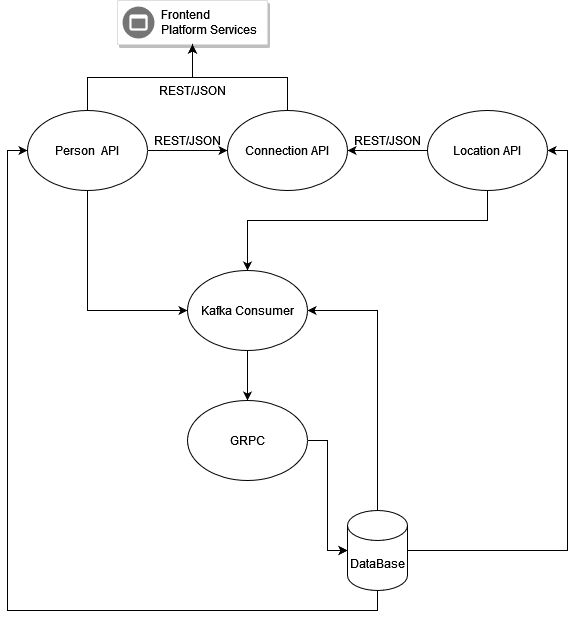 Frontend
Platform Services
REST/JSON
Person API
REST/JSON
Connection API
REST/JSON
Location API
Kafka Consumer
GRPC
DataBase